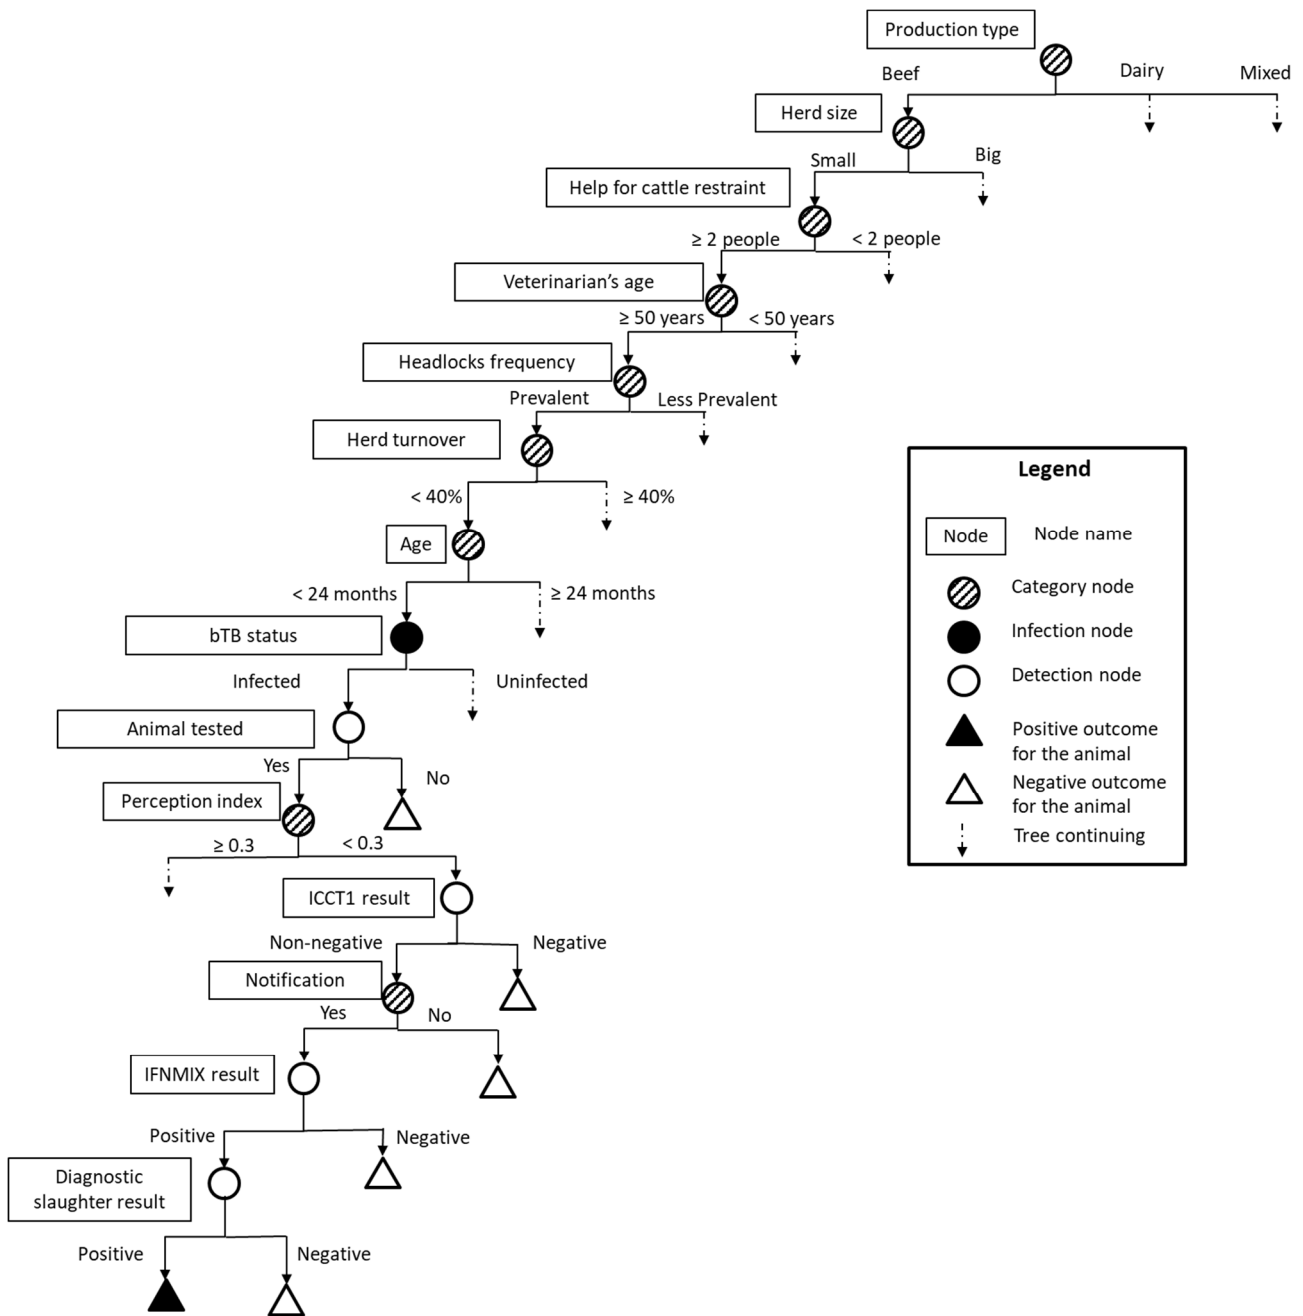 Production type
Beef
Dairy
Mixed
Herd size
Small
Big
Help for cattle restraint
≥ 2 people
< 2 people
Veterinarian’s age
≥ 50 years
< 50 years
Headlocks frequency
Prevalent
Less Prevalent
Herd turnover
< 40%
≥ 40%
Age
< 24 months
≥ 24 months
bTB status
Infected
Uninfected
Animal tested
Yes
No
Perception index
≥ 0.3
< 0.3
ICCT1 result
Non-negative
Negative
Notification
Yes
No
IFNMIX result
Positive
Negative
Diagnostic
slaughter result
Positive
Negative
Legend
Node
Node name
Category node
Infection node
Detection node
Positive outcome
for the animal
Negative outcome
for the animal
Tree continuing